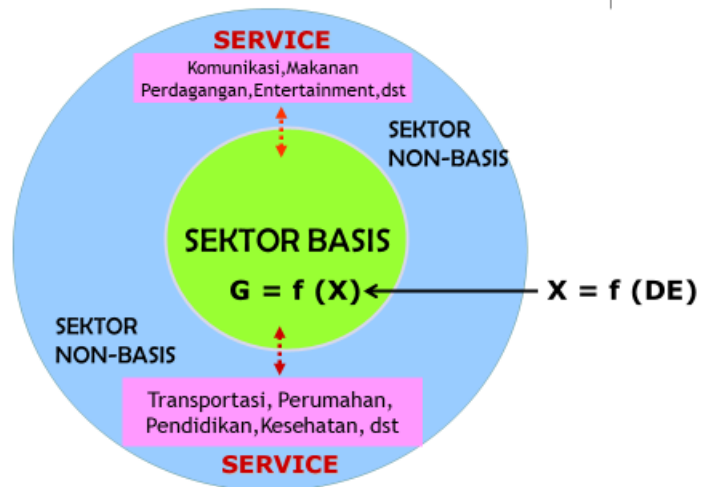 SERVICE
Komunikasi,Makanan
Perdagangan,Entertainment,dst
SEKTOR
NON-BASIS
SEKTOR BASIS
G = f (X)
X = f (DE)
SEKTOR
NON-BASIS
Transportasi, Perumahan,
Pendidikan,Kesehatan, dst
SERVICE